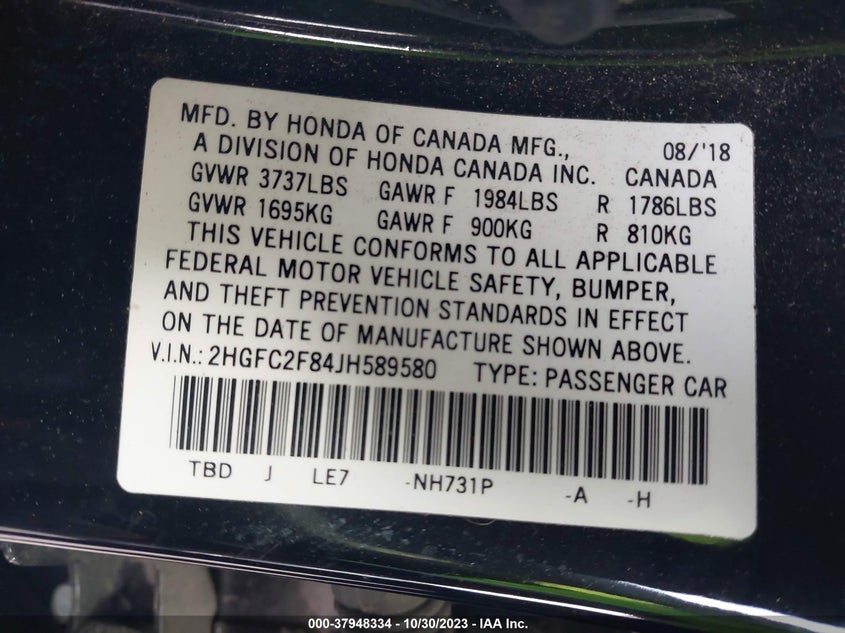 MFD. BY HONDA OF CANADA MFG., 08/'18
A DIVISION OF HONDA CANADA INC. CANADA
GVWR 3737LBS GAWR F 1984LBS R 1786LBS
GVWR 1695KG GAWR F 900KG R 810KG
THIS VEHICLE CONFORMS TO ALL APPLICABLE
FEDERAL MOTOR VEHICLE SAFETY, BUMPER,
AND THEFT PREVENTION STANDARDS IN EFFECT
ON THE DATE OF MANUFACTURE SHOWN ABOVE.
V.I.N.: 2HGFC2F84JH589580 TYPE: PASSENGER CAR
TBD J LE7 -NH731P -A -H
000-37948334 - 10/30/2023 - IAA Inc.